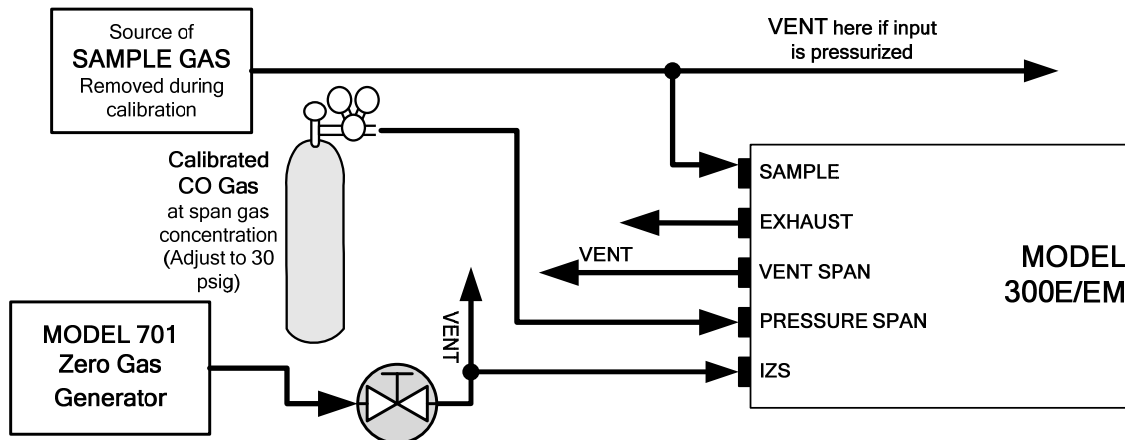 Source of
SAMPLE GAS
Removed during
calibration
VENT here if input
is pressurized
Calibrated
CO Gas
at span gas
concentration
(Adjust to 30
psig)
MODEL 701
Zero Gas
Generator
VENT
VENT
SAMPLE
EXHAUST
VENT SPAN
PRESSURE SPAN
IZS
MODEL
300E/EM